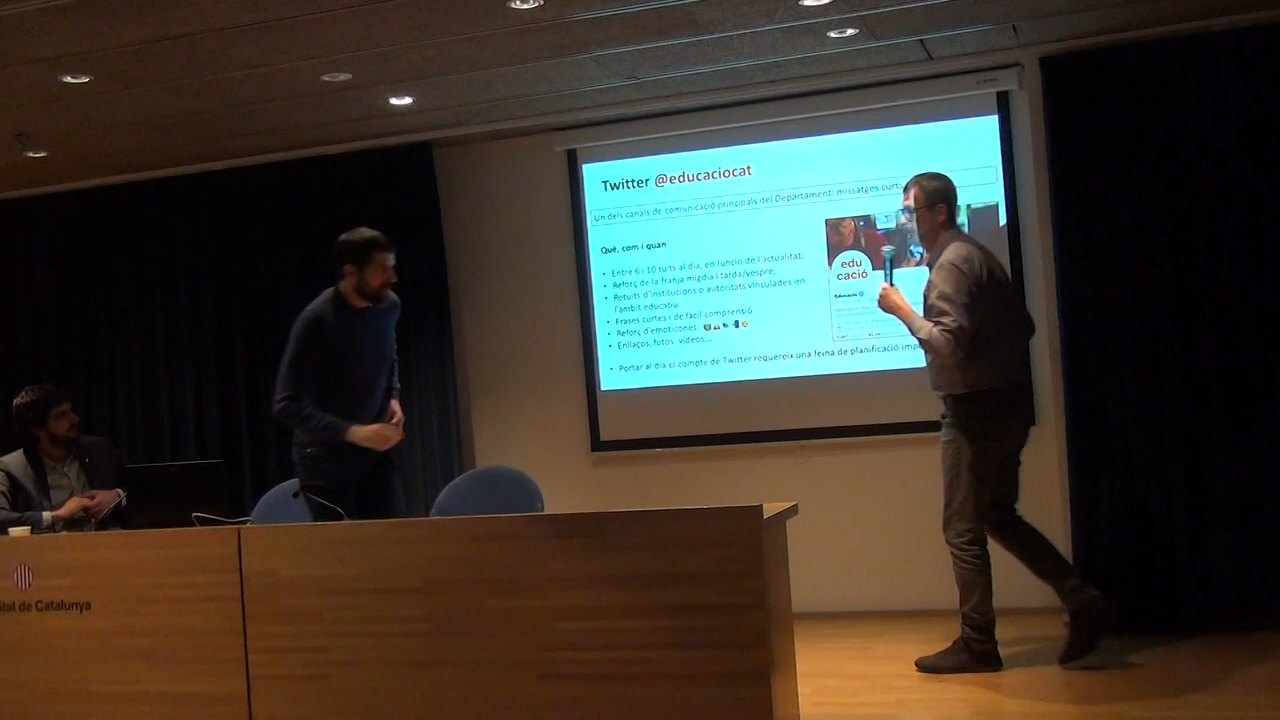 Twitter @educaciocat
Un dels canals de comunicació principals del Departament: missatges curts
Què, com i quan
• Entre 6 i 10 tuits al dia, en funció de l'actualitat.
• Reforç de la franja migdia i tarda/vespre.
• Retuits d'institucions o autoritats vinculades en
l'àmbit educatiu
• Frases curtes i de fàcil comprensió
• Reforç d'emoticones
• Enllaços, fotos, vídeos...
• Portar al dia el compte de Twitter requereix una feina de planificació impo
edu
cació
Educació
itat de Catalunya